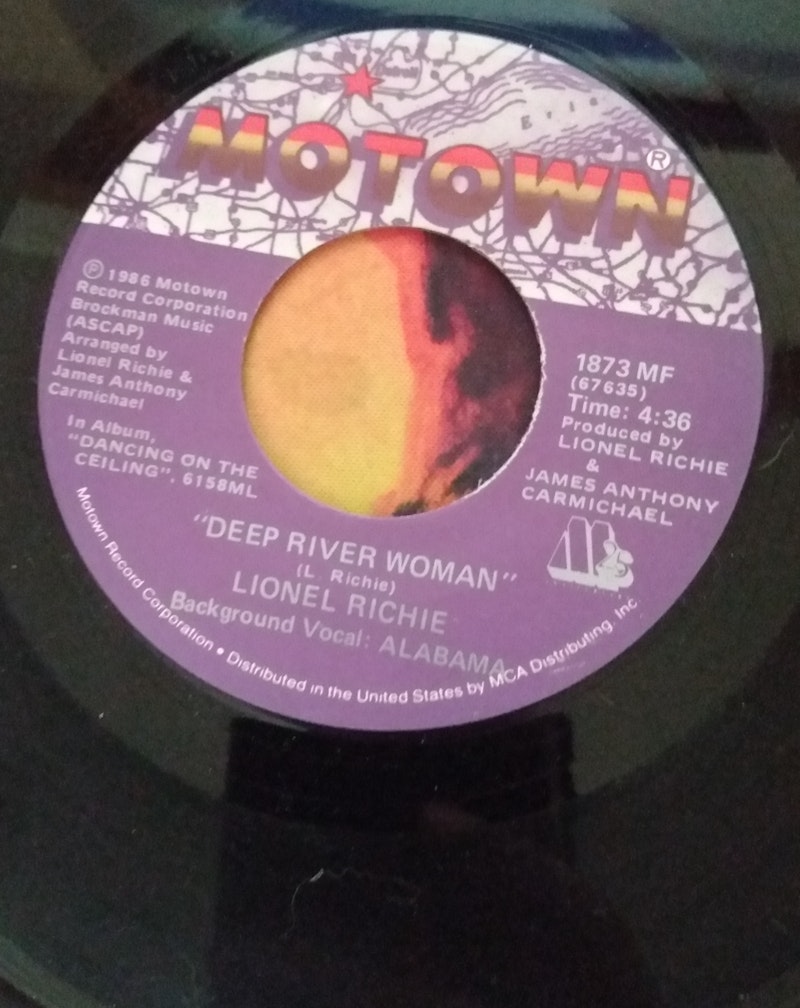 Erie
MOTOWN®
℗ 1986 Motown
Record Corporation
Brockman Music
(ASCAP)
Arranged by
Lionel Richie &
James Anthony
Carmichael
In Album,
"DANCING ON THE
CEILING", 6158ML
1873 MF
(67635)
Time: 4:36
Produced by
LIONEL RICHIE
&
JAMES ANTHONY
CARMICHAEL
"DEEP RIVER WOMAN"
(L. Richie)
LIONEL RICHIE
Background Vocal: ALABAMA
Motown Record Corporation • Distributed in the United States by MCA Distributing, Inc.